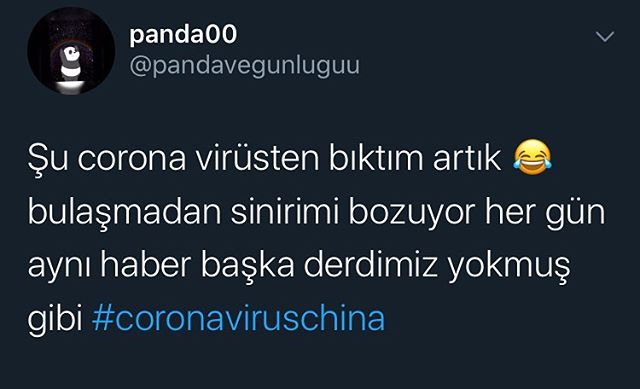 panda00
@pandavegunluguu
Şu corona virüsten bıktım artık 😂
bulaşmadan sinirimi bozuyor her gün
aynı haber başka derdimiz yokmuş
gibi #coronaviruschina